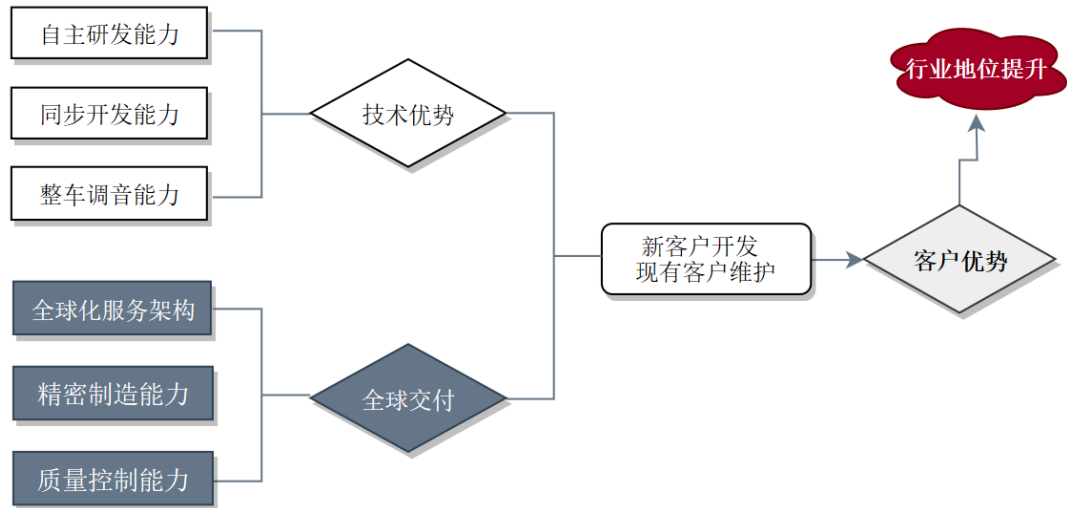 自主研发能力
同步开发能力
整车调音能力
技术优势
全球化服务架构
精密制造能力
质量控制能力
全球交付
新客户开发
现有客户维护
客户优势
行业地位提升